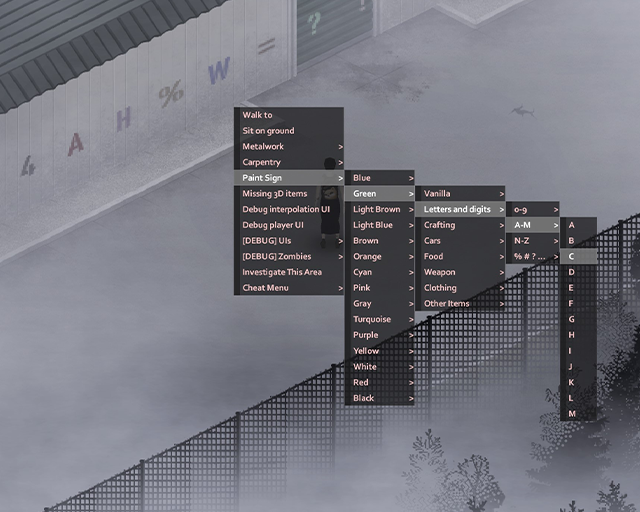 4 A H % W = ? ?
Walk to
Sit on ground
Metalwork >
Carpentry >
Paint Sign >
Missing 3D items
Debug interpolation UI
Debug player UI
[DEBUG] UIs >
[DEBUG] Zombies >
Investigate This Area
Cheat Menu >
Blue >
Green >
Light Brown >
Light Blue >
Brown >
Orange >
Cyan >
Pink >
Gray >
Turquoise >
Purple >
Yellow >
White >
Red >
Black >
Vanilla >
Letters and digits >
Crafting >
Cars >
Food >
Weapon >
Clothing >
Other Items >
0-9 >
A-M >
N-Z >
% # ? ... >
A
B
C
D
E
F
G
H
I
J
K
L
M